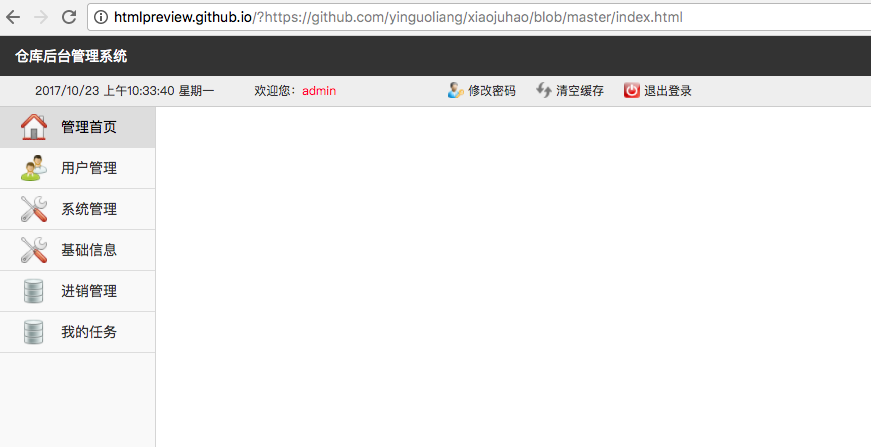 htmlpreview.github.io/?https://github.com/yinguoliang/xiaojuhao/blob/master/index.html
仓库后台管理系统
2017/10/23 上午10:33:40 星期一 欢迎您：admin 修改密码 清空缓存 退出登录
管理首页
用户管理
系统管理
基础信息
进销管理
我的任务